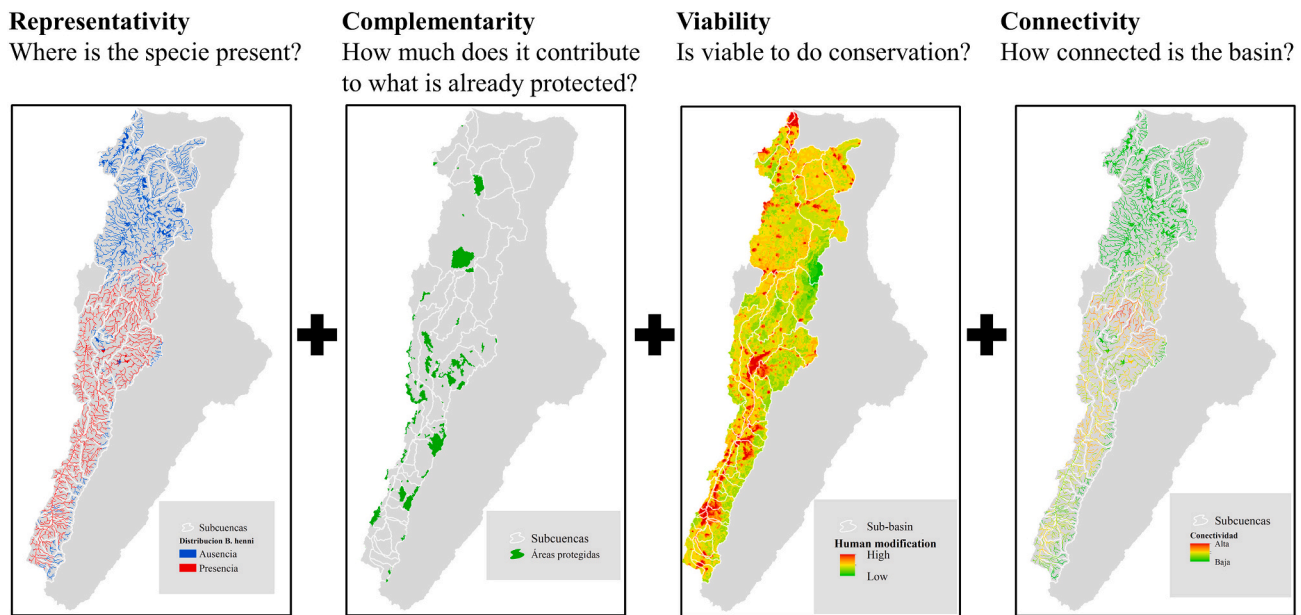 Representativity
Where is the specie present?
Complementarity
How much does it contribute
to what is already protected?
Viability
Is viable to do conservation?
Connectivity
How connected is the basin?
Subcuencas
Distribucion B. henni
Ausencia
Presencia
Subcuencas
Áreas protegidas
Sub-basin
Human modification
High
Low
Subcuencas
Conectividad
Alta
Baja